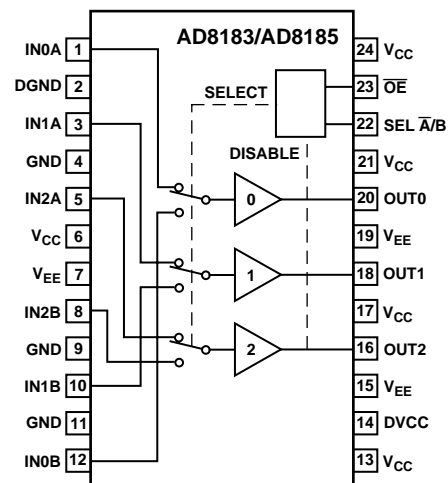 AD8183/AD8185
IN0A 1
DGND 2
IN1A 3
GND 4
IN2A 5
VCC 6
VEE 7
IN2B 8
GND 9
IN1B 10
GND 11
IN0B 12
SELECT
DISABLE
0
1
2
24 VCC
23 O̅E̅
22 SEL A̅/B
21 VCC
20 OUT0
19 VEE
18 OUT1
17 VCC
16 OUT2
15 VEE
14 DVCC
13 VCC